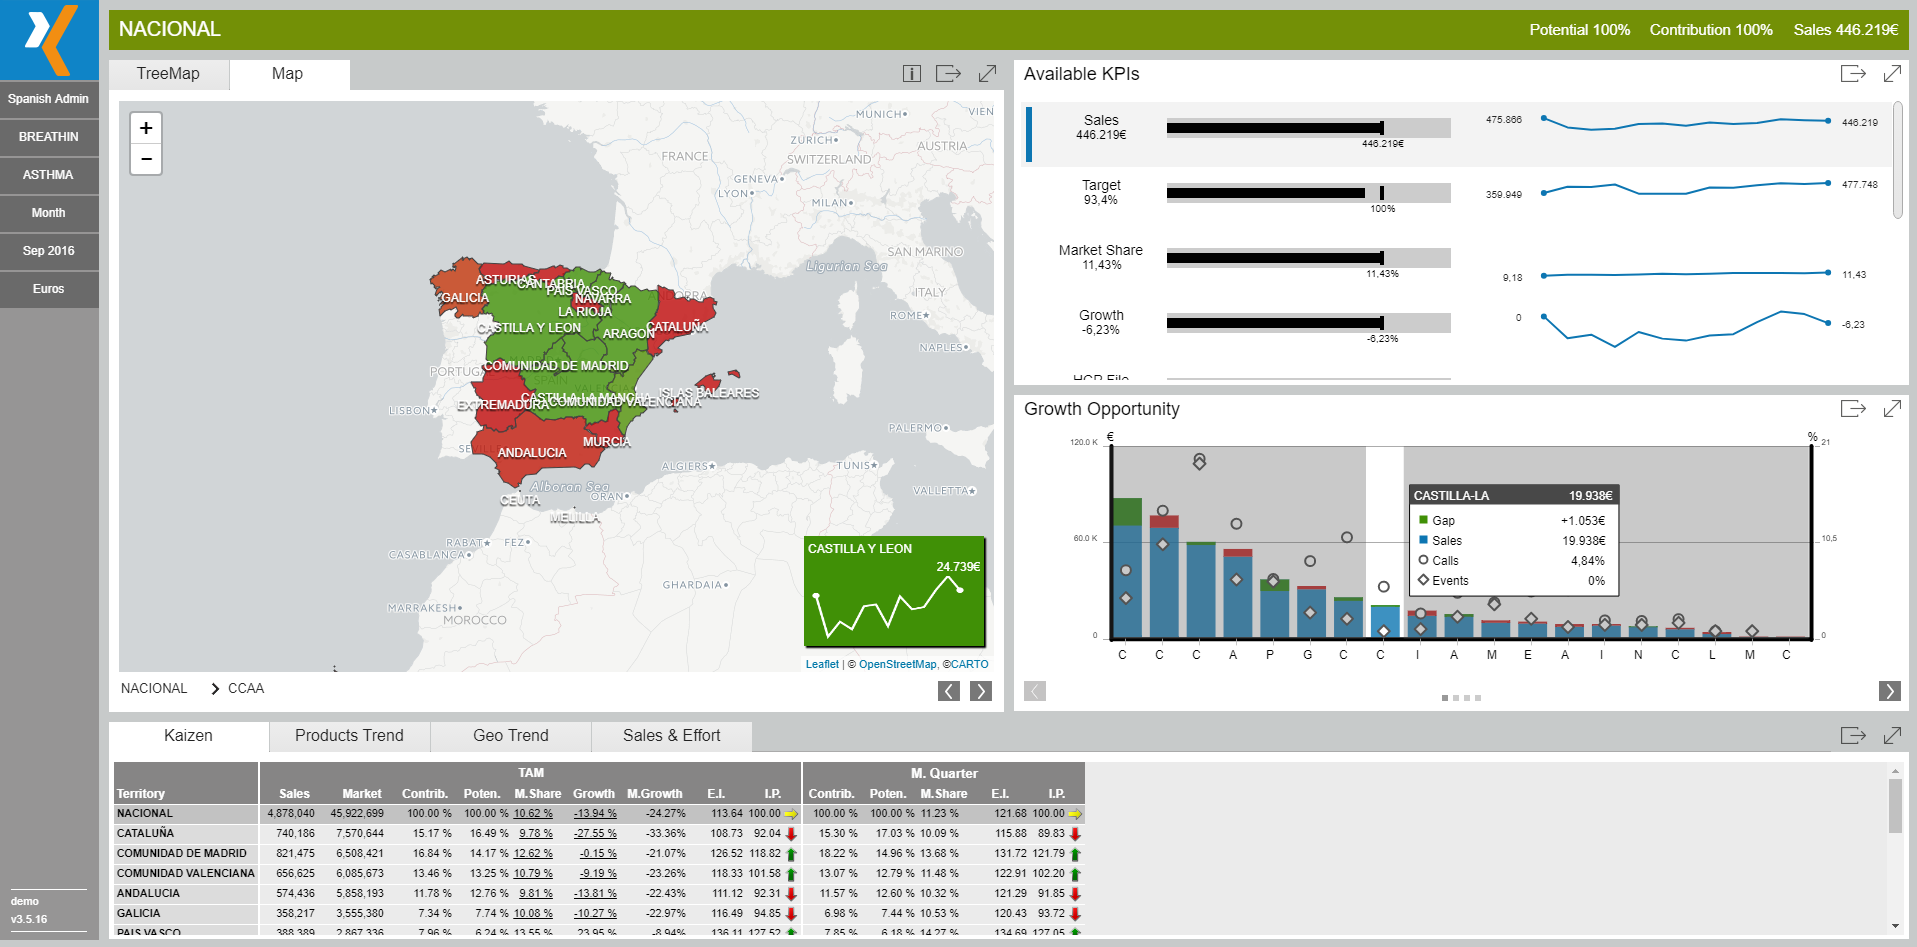 NACIONAL
Potential 100% Contribution 100% Sales 446.219€
Spanish Admin
BREATHIN
ASTHMA
Month
Sep 2016
Euros
demo
v3.5.16
TreeMap Map
+
−
MUNICH
VIEN
ZÜRICH
AUSTRIA
FRANCE
SWITZERLAND
GENEVA
LYON
MILAN
SAN MARINO
Ligurian Sea
ITALY
ANDORRA
ROME
NAPLES
PORTUGAL
SPAIN
VALENCIA
LISBON
SEVILLE
PALERMO
ALGIERS
TUNIS
Alboran Sea
ORAN
VALLETTA
RABAT
FEZ
CASABLANCA
GHARDAIA
MARRAKESH
MOROCCO
ASTURIAS
CANTABRIA
PAIS VASCO
GALICIA
NAVARRA
LA RIOJA
CASTILLA Y LEON
CATALUÑA
ARAGON
COMUNIDAD DE MADRID
ISLAS BALEARES
CASTILLA-LA MANCHA
EXTREMADURA
COMUNIDAD VALENCIANA
MURCIA
ANDALUCIA
CEUTA
MELILLA
CASTILLA Y LEON
24.739€
Leaflet | © OpenStreetMap, ©CARTO
NACIONAL CCAA
Available KPIs
Sales
446.219€
446.219€
475.866
446.219
Target
93,4%
100%
359.949
477.748
Market Share
11,43%
11,43%
9,18
11,43
Growth
-6,23%
-6,23%
0
-6,23
HCP File
Growth Opportunity
€
%
120.0 K
21
60.0 K
10,5
0
0
C C C A P G C C I A M E A I N C L M C
CASTILLA-LA 19.938€
Gap +1.053€
Sales 19.938€
Calls 4,84%
Events 0%
Kaizen Products Trend Geo Trend Sales & Effort
TAM M. Quarter
Territory Sales Market Contrib. Poten. M.Share Growth M.Growth E.I. I.P. Contrib. Poten. M.Share E.I. I.P.
NACIONAL 4,878,040 45,922,699 100.00 % 100.00 % 10.62 % -13.94 % -24.27% 113.64 100.00 100.00 % 100.00 % 11.23 % 121.68 100.00
CATALUÑA 740,186 7,570,644 15.17 % 16.49 % 9.78 % -27.55 % -33.36% 108.73 92.04 15.30 % 17.03 % 10.09 % 115.88 89.83
COMUNIDAD DE MADRID 821,475 6,508,421 16.84 % 14.17 % 12.62 % -0.15 % -21.07% 126.52 118.82 18.22 % 14.96 % 13.68 % 131.72 121.79
COMUNIDAD VALENCIANA 656,625 6,085,673 13.46 % 13.25 % 10.79 % -9.19 % -23.26% 118.33 101.58 13.07 % 12.79 % 11.48 % 122.91 102.20
ANDALUCIA 574,436 5,858,193 11.78 % 12.76 % 9.81 % -13.81 % -22.43% 111.12 92.31 11.57 % 12.60 % 10.32 % 121.29 91.85
GALICIA 358,217 3,555,380 7.34 % 7.74 % 10.08 % -10.27 % -22.97% 116.49 94.85 6.98 % 7.44 % 10.53 % 120.43 93.72
PAIS VASCO 388,389 2,867,336 7.96 % 6.24 % 13.55 % 23.95 % -8.94% 136.11 127.52 7.85 % 6.18 % 14.27 % 134.69 127.05